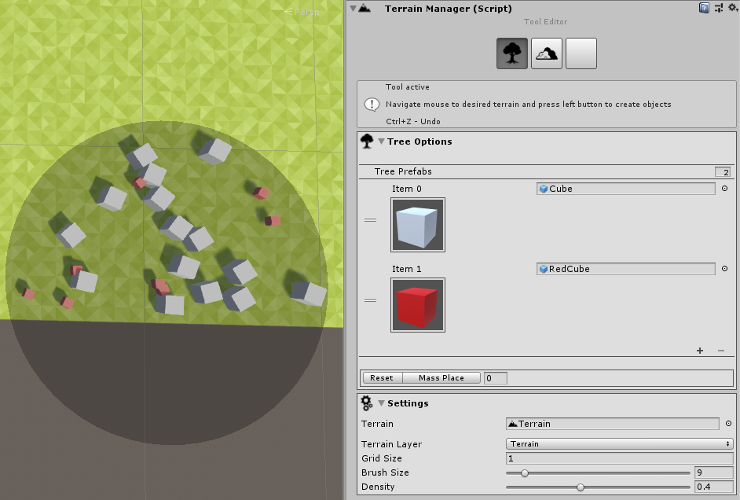 Persp
Terrain Manager (Script)
Tool Editor
Tool active
Navigate mouse to desired terrain and press left button to create objects
Ctrl+Z - Undo
Tree Options
Tree Prefabs 2
Item 0 Cube
Item 1 RedCube
+ −
Reset Mass Place 0
Settings
Terrain Terrain
Terrain Layer Terrain
Grid Size 1
Brush Size 9
Density 0.4